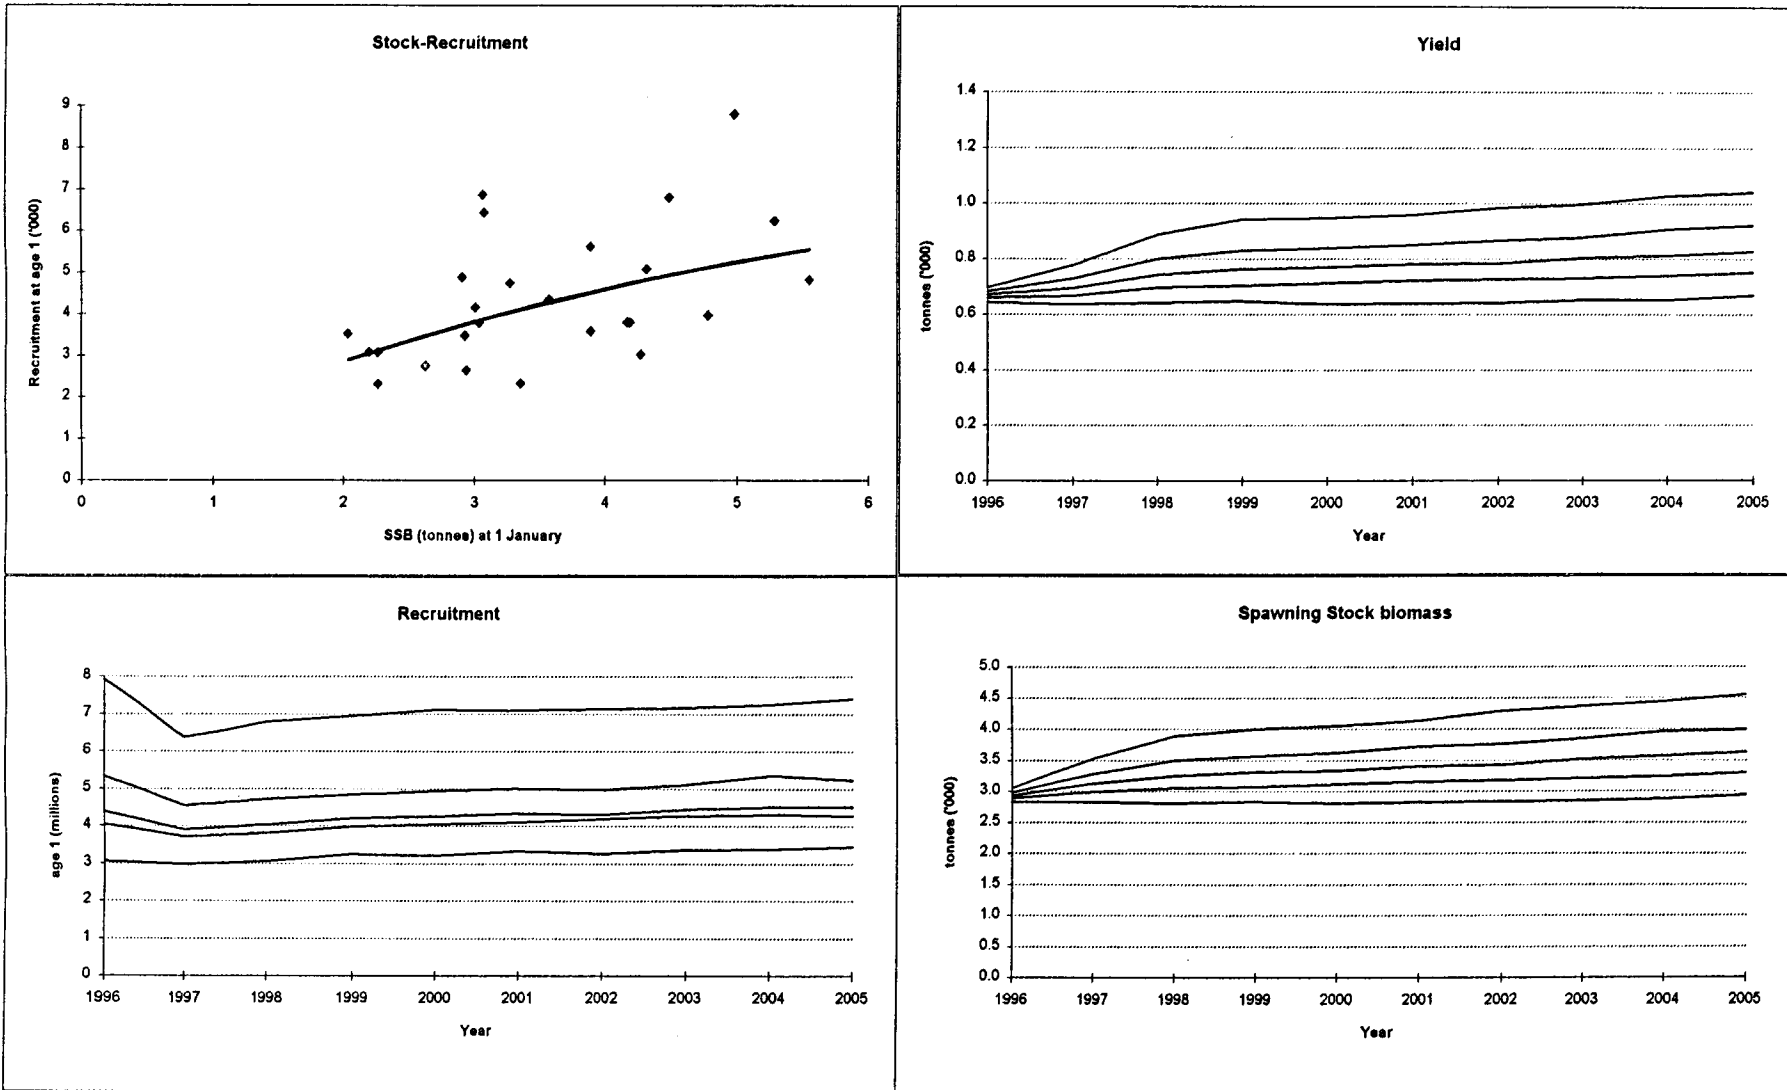 Stock-Recruitment
Recruitment at age 1 ('000)
9
8
7
6
5
4
3
2
1
0
0 1 2 3 4 5 6
SSB (tonnes) at 1 January
Yield
tonnes ('000)
1.4
1.2
1.0
0.8
0.6
0.4
0.2
0.0
1996 1997 1998 1999 2000 2001 2002 2003 2004 2005
Year
Recruitment
age 1 (millions)
8
7
6
5
4
3
2
1
0
1996 1997 1998 1999 2000 2001 2002 2003 2004 2005
Year
Spawning Stock biomass
tonnes ('000)
5.0
4.5
4.0
3.5
3.0
2.5
2.0
1.5
1.0
0.5
0.0
1996 1997 1998 1999 2000 2001 2002 2003 2004 2005
Year